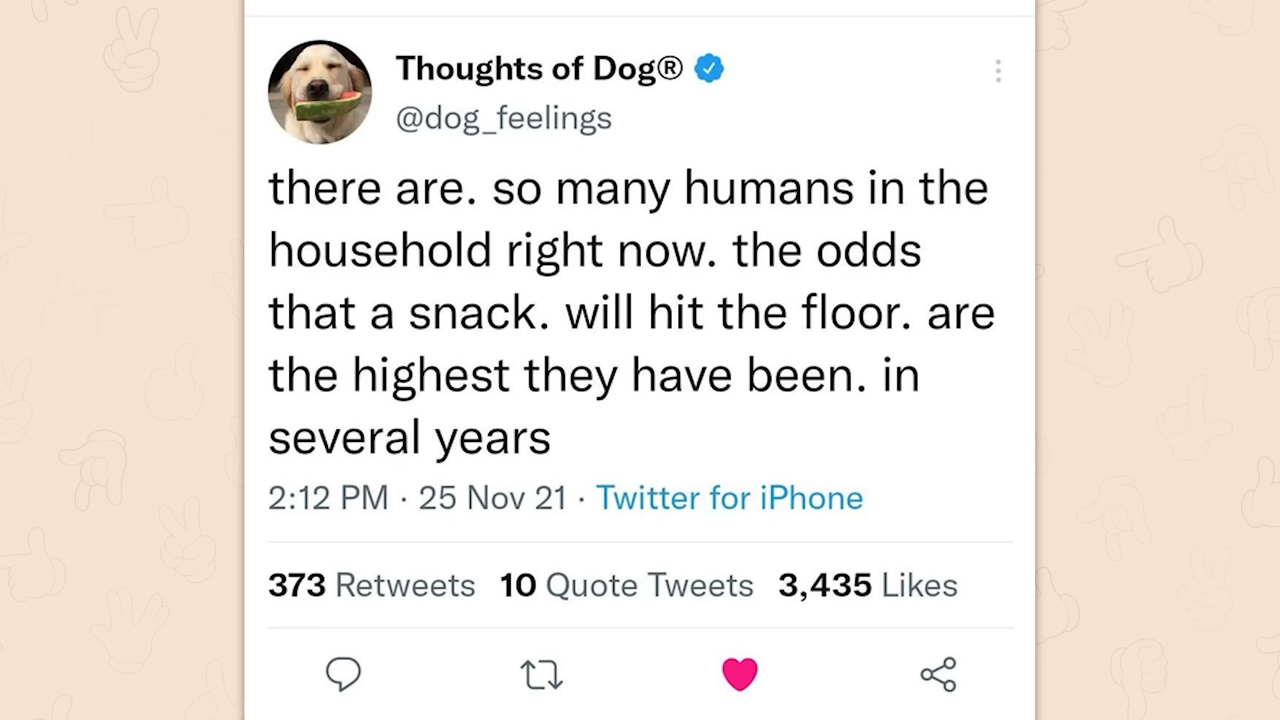 Thoughts of Dog®
@dog_feelings
there are. so many humans in the
household right now. the odds
that a snack. will hit the floor. are
the highest they have been. in
several years
2:12 PM · 25 Nov 21 · Twitter for iPhone
373 Retweets 10 Quote Tweets 3,435 Likes